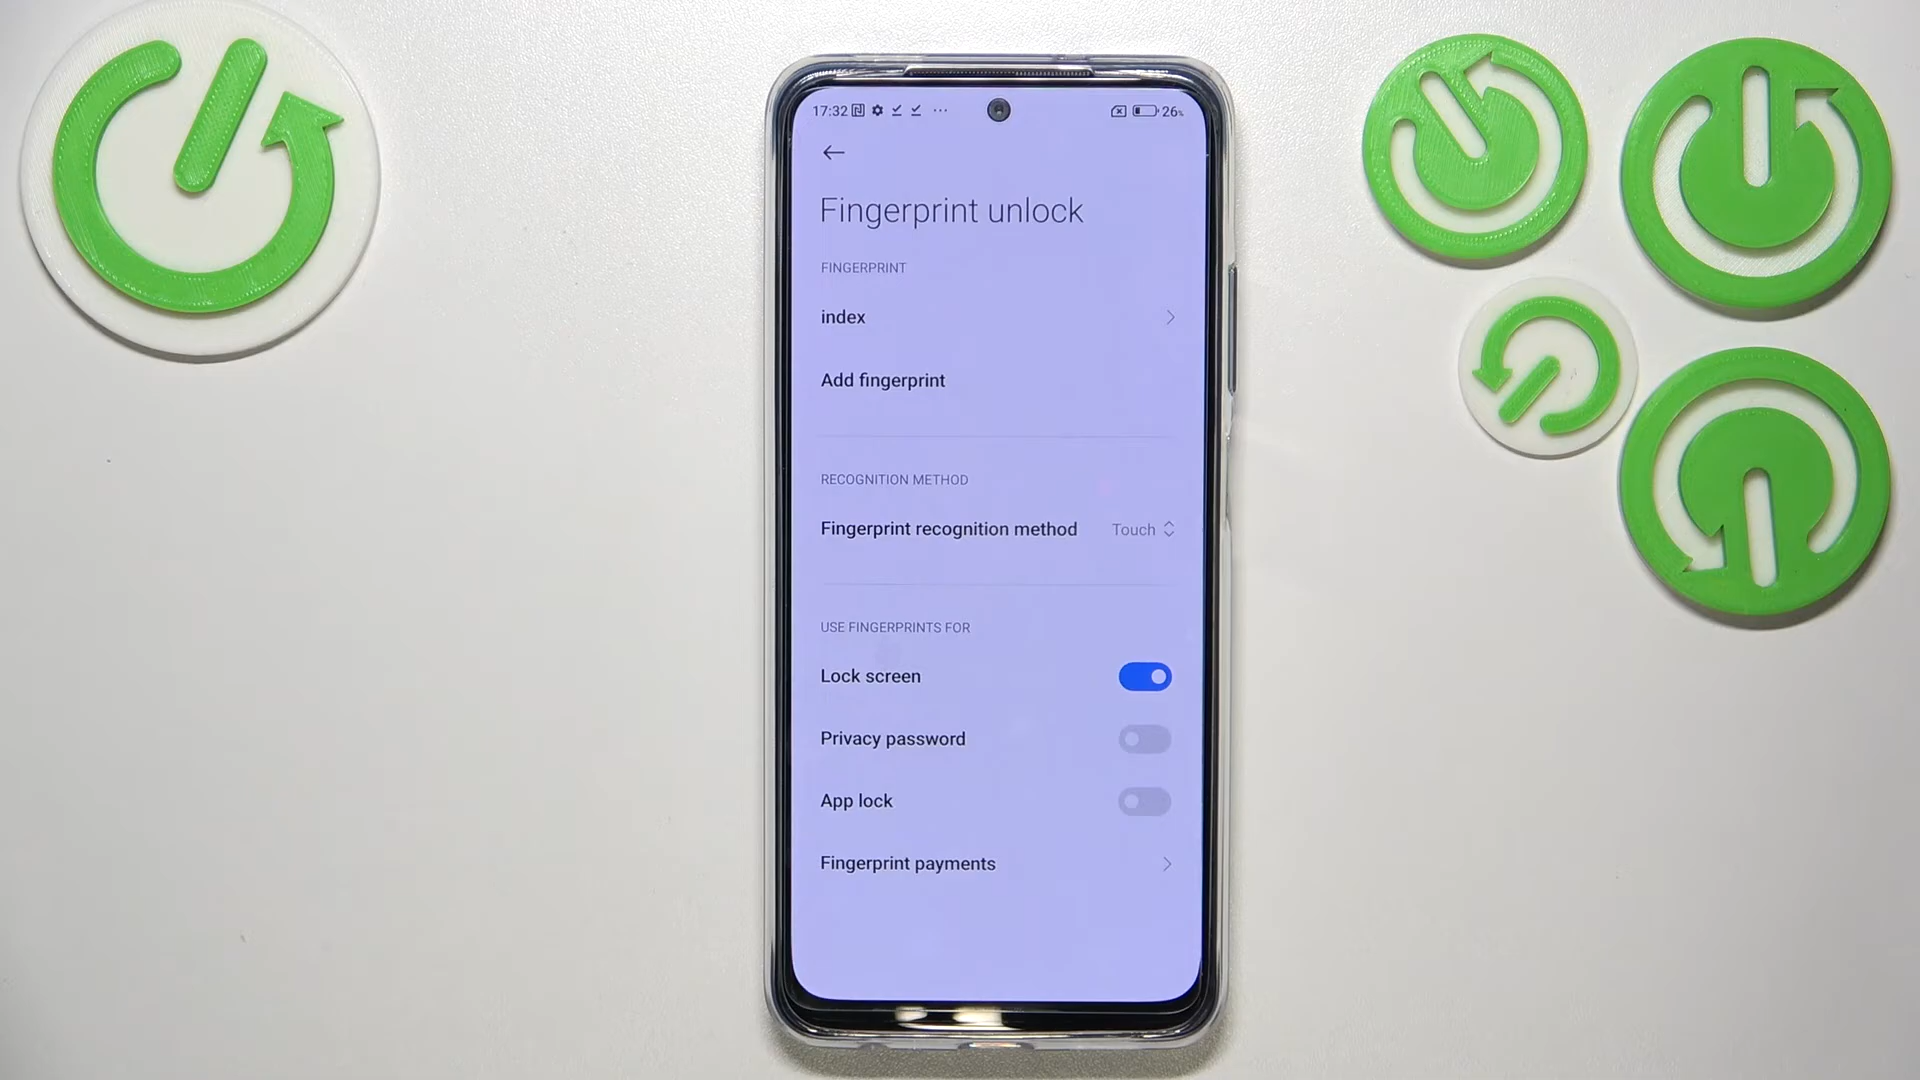 17:32 ... 26%
Fingerprint unlock
FINGERPRINT
index
Add fingerprint
RECOGNITION METHOD
Fingerprint recognition method Touch
USE FINGERPRINTS FOR
Lock screen
Privacy password
App lock
Fingerprint payments